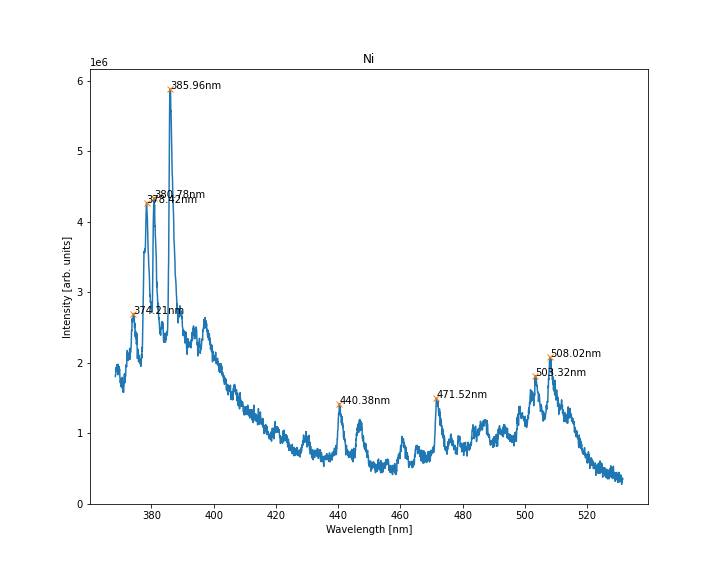 Ni
1e6
6
5
4
3
2
1
0
Intensity [arb. units]
385.96nm
380.78nm
378.42nm
374.21nm
440.38nm
471.52nm
508.02nm
503.32nm
380 400 420 440 460 480 500 520
Wavelength [nm]